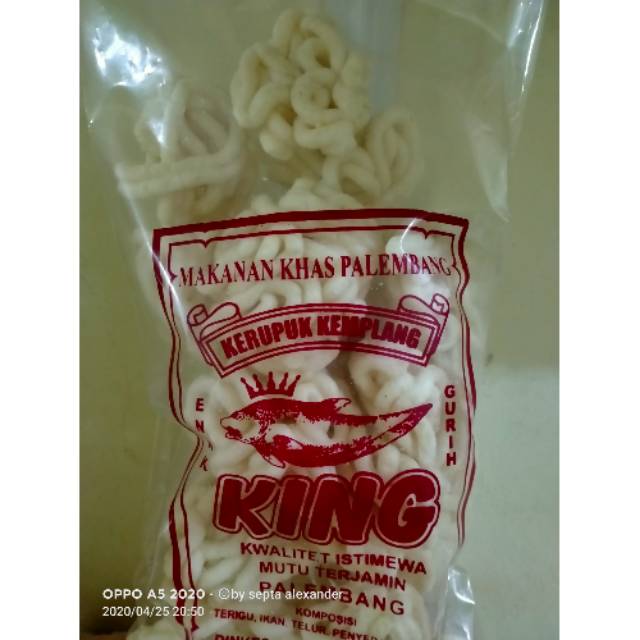 MAKANAN KHAS PALEMBANG
KERUPUK KEMPLANG
ENAK
GURIH
KING
KWALITET ISTIMEWA
MUTU TERJAMIN
PALEMBANG
KOMPOSISI
TERIGU, IKAN, TELUR, PENYED
OPPO A5 2020 · by septa alexander
2020/04/25 20:50